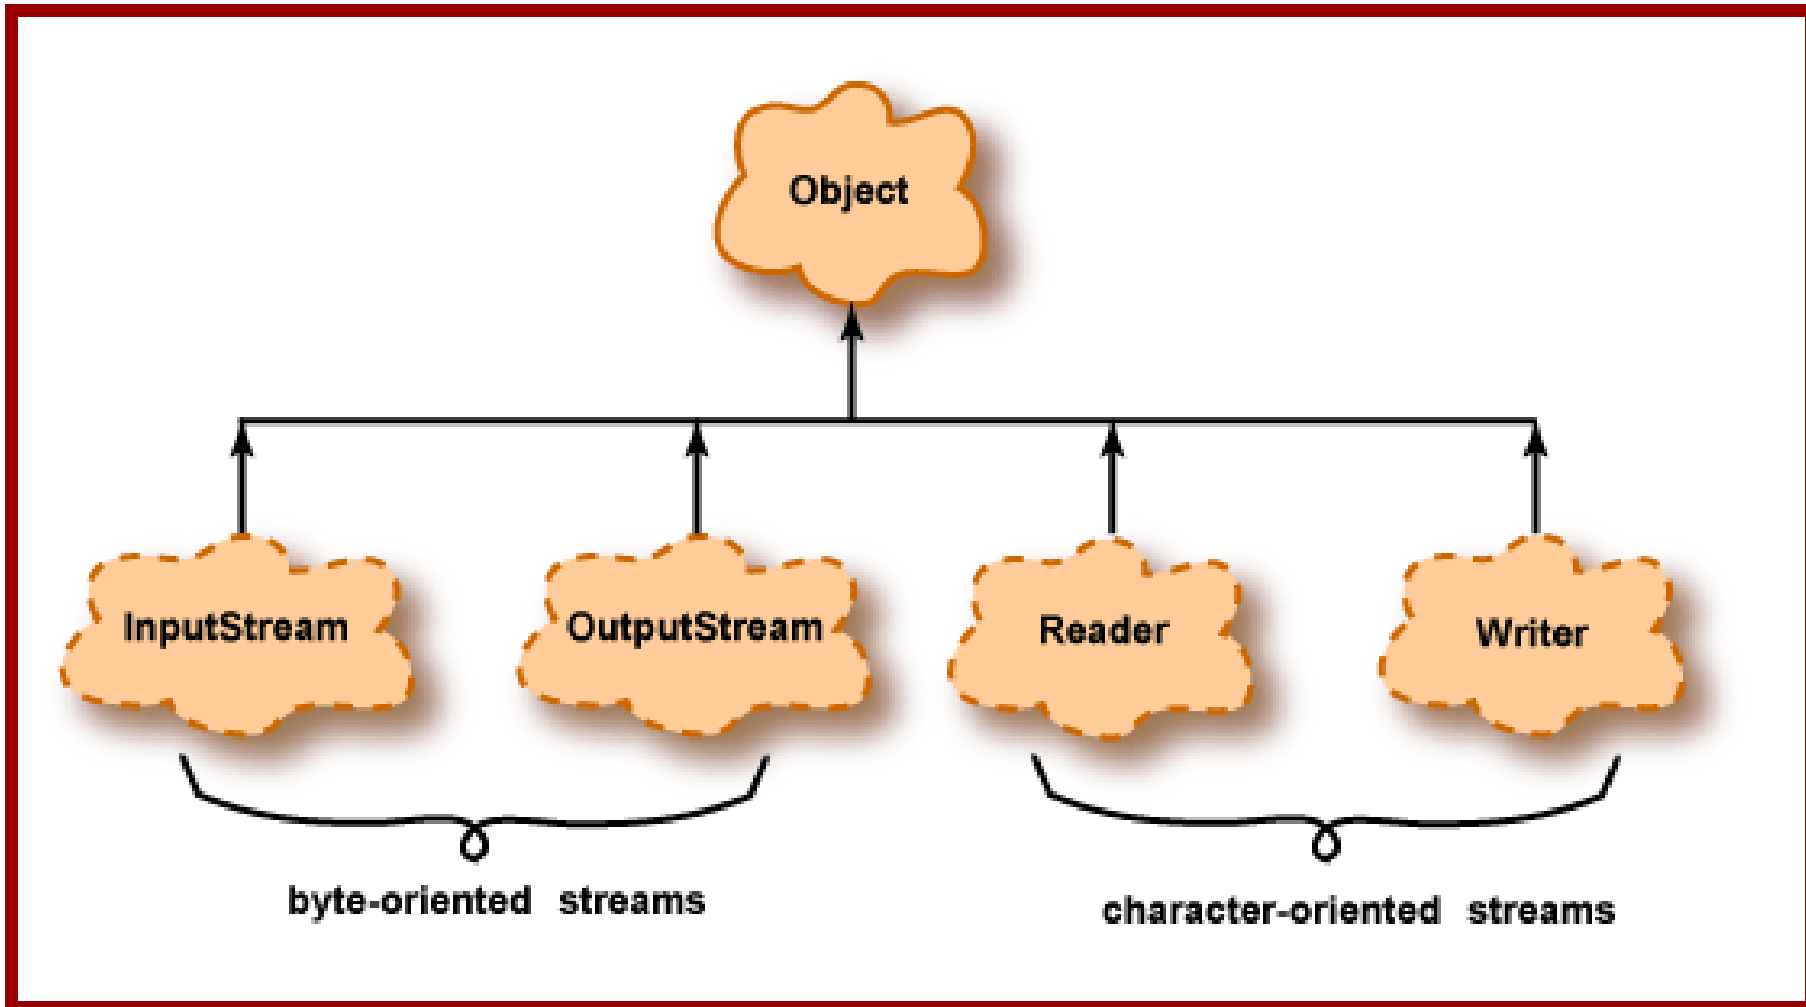 Object
InputStream
OutputStream
Reader
Writer
byte-oriented streams
character-oriented streams